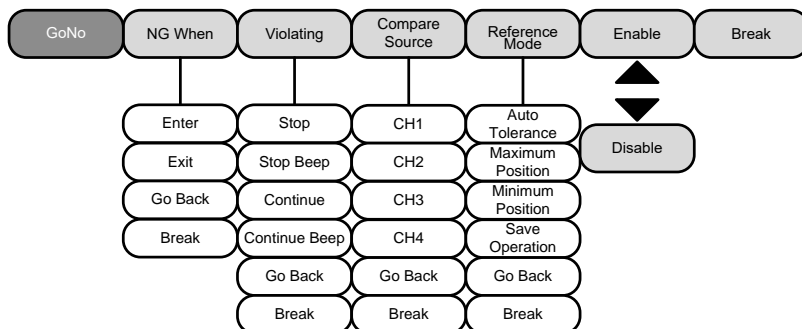 GoNo
NG When
Violating
Compare
Source
Reference
Mode
Enable
Break
Enter
Exit
Go Back
Break
Stop
Stop Beep
Continue
Continue Beep
Go Back
Break
CH1
CH2
CH3
CH4
Go Back
Break
Auto
Tolerance
Maximum
Position
Minimum
Position
Save
Operation
Go Back
Break
Disable